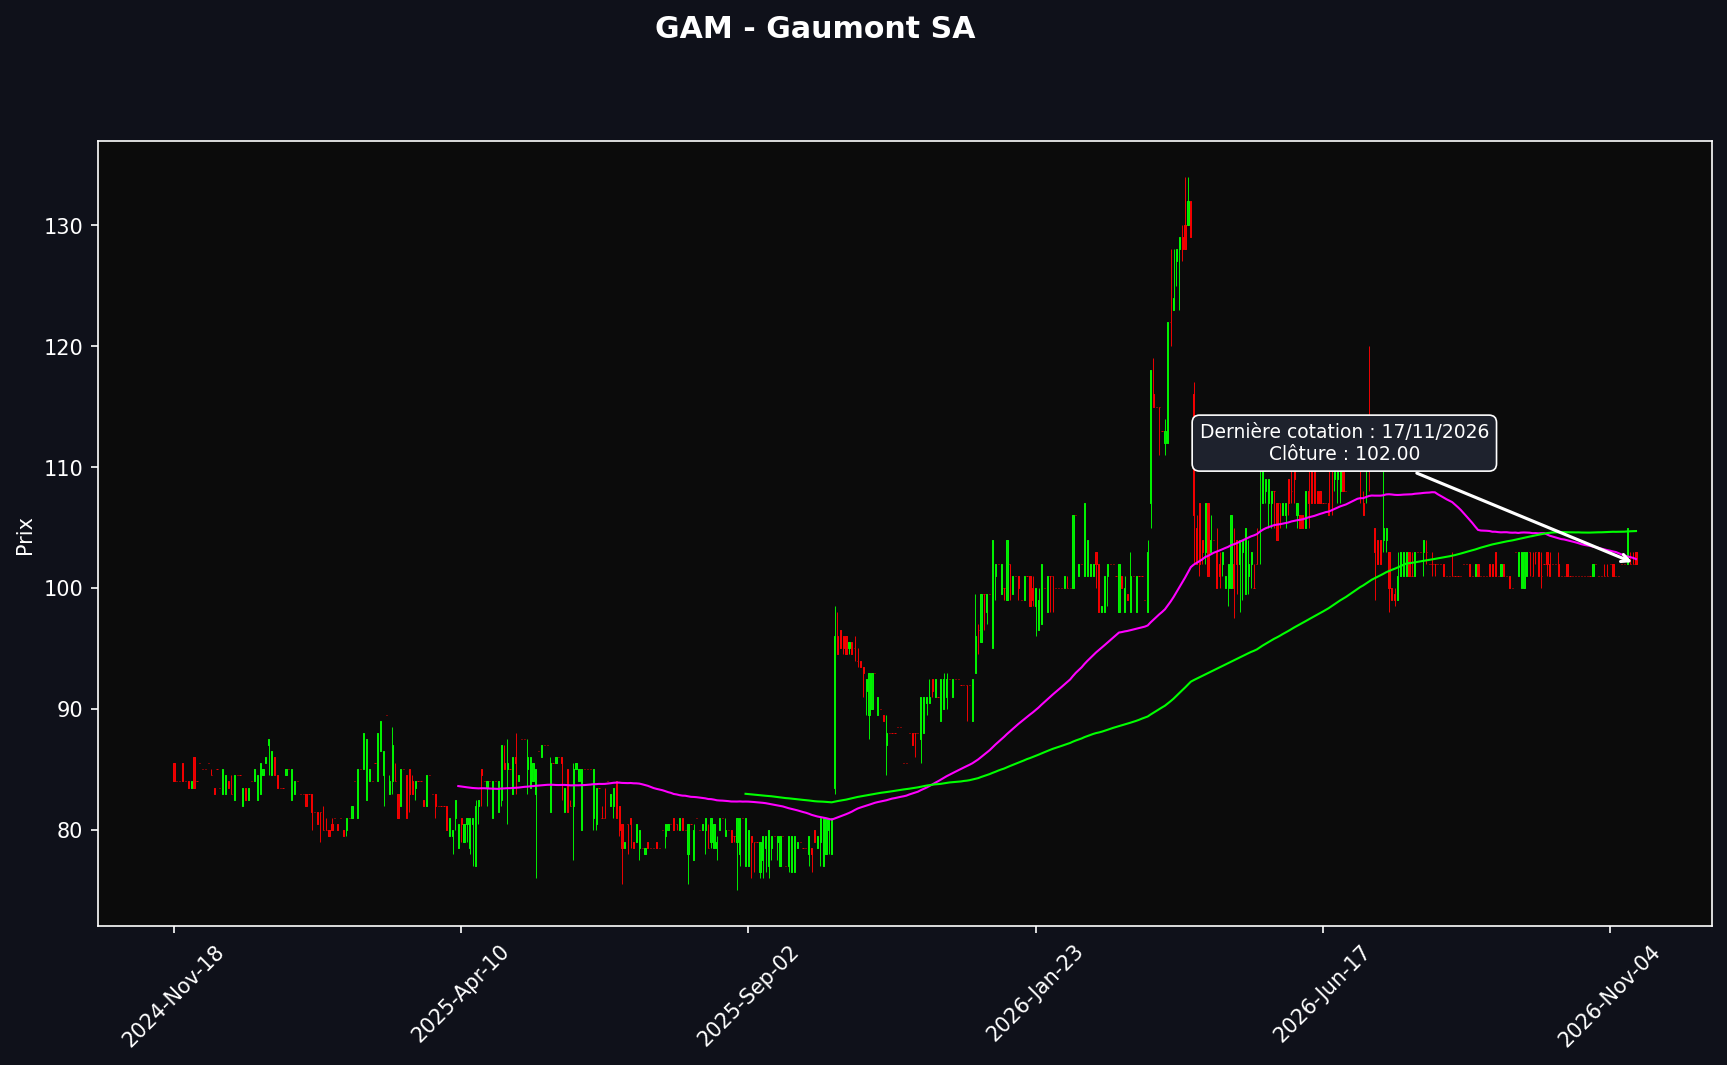 GAM - Gaumont SA
Prix
130
120
110
100
90
80
Dernière cotation : 17/11/2026
Clôture : 102.00
2024-Nov-18
2025-Apr-10
2025-Sep-02
2026-Jan-23
2026-Jun-17
2026-Nov-04